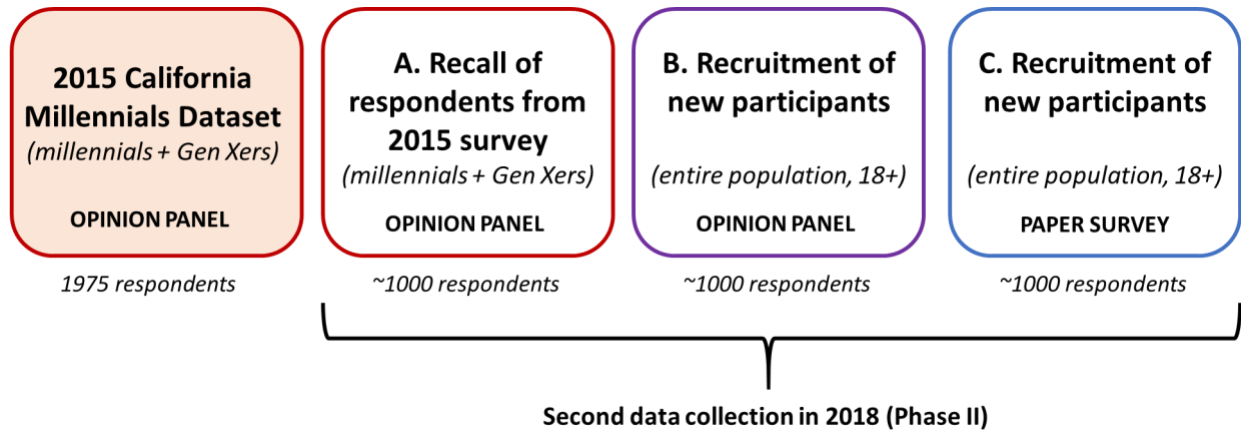 2015 California
Millennials Dataset
(millennials + Gen Xers)
OPINION PANEL
1975 respondents
A. Recall of
respondents from
2015 survey
(millennials + Gen Xers)
OPINION PANEL
~1000 respondents
B. Recruitment of
new participants
(entire population, 18+)
OPINION PANEL
~1000 respondents
C. Recruitment of
new participants
(entire population, 18+)
PAPER SURVEY
~1000 respondents
Second data collection in 2018 (Phase II)